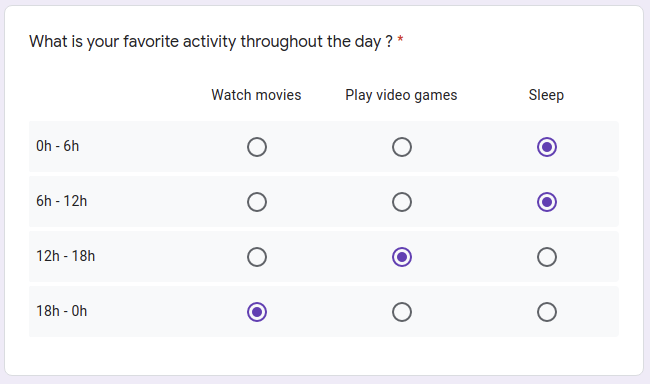 What is your favorite activity throughout the day ? *
Watch movies Play video games Sleep
0h - 6h
6h - 12h
12h - 18h
18h - 0h